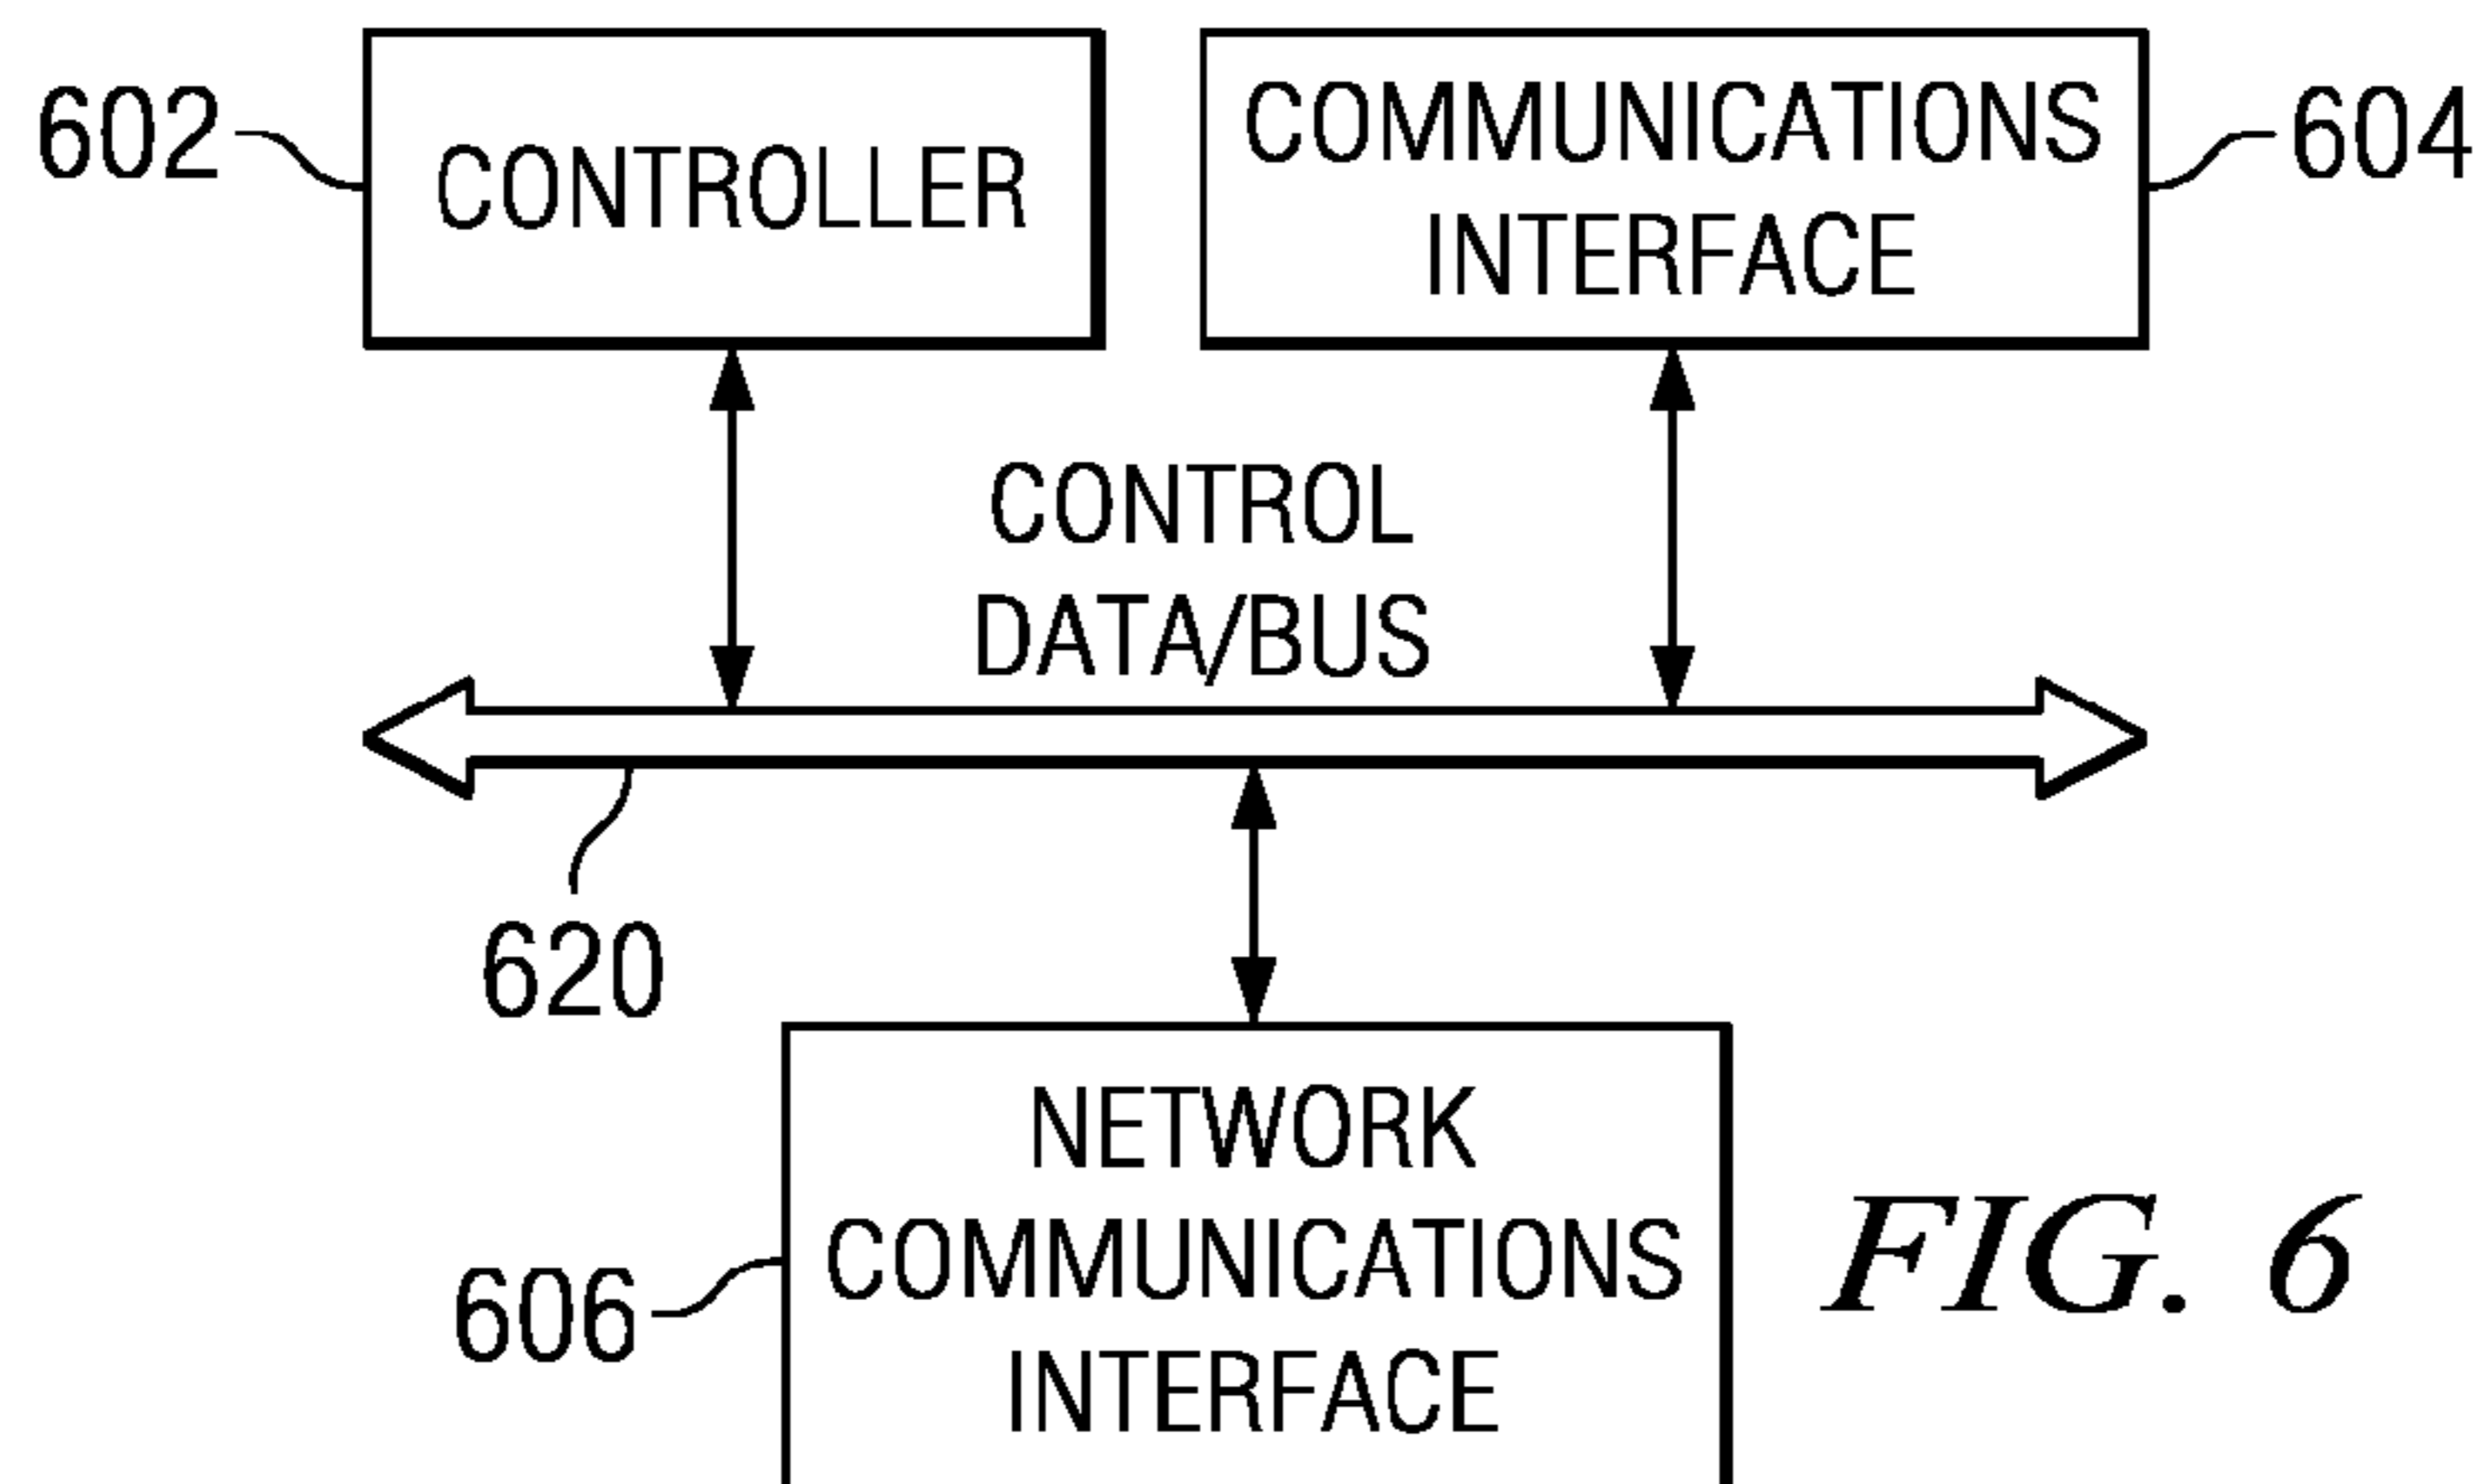 602
CONTROLLER
COMMUNICATIONS
INTERFACE
604
CONTROL
DATA/BUS
620
NETWORK
COMMUNICATIONS
INTERFACE
606
FIG. 6